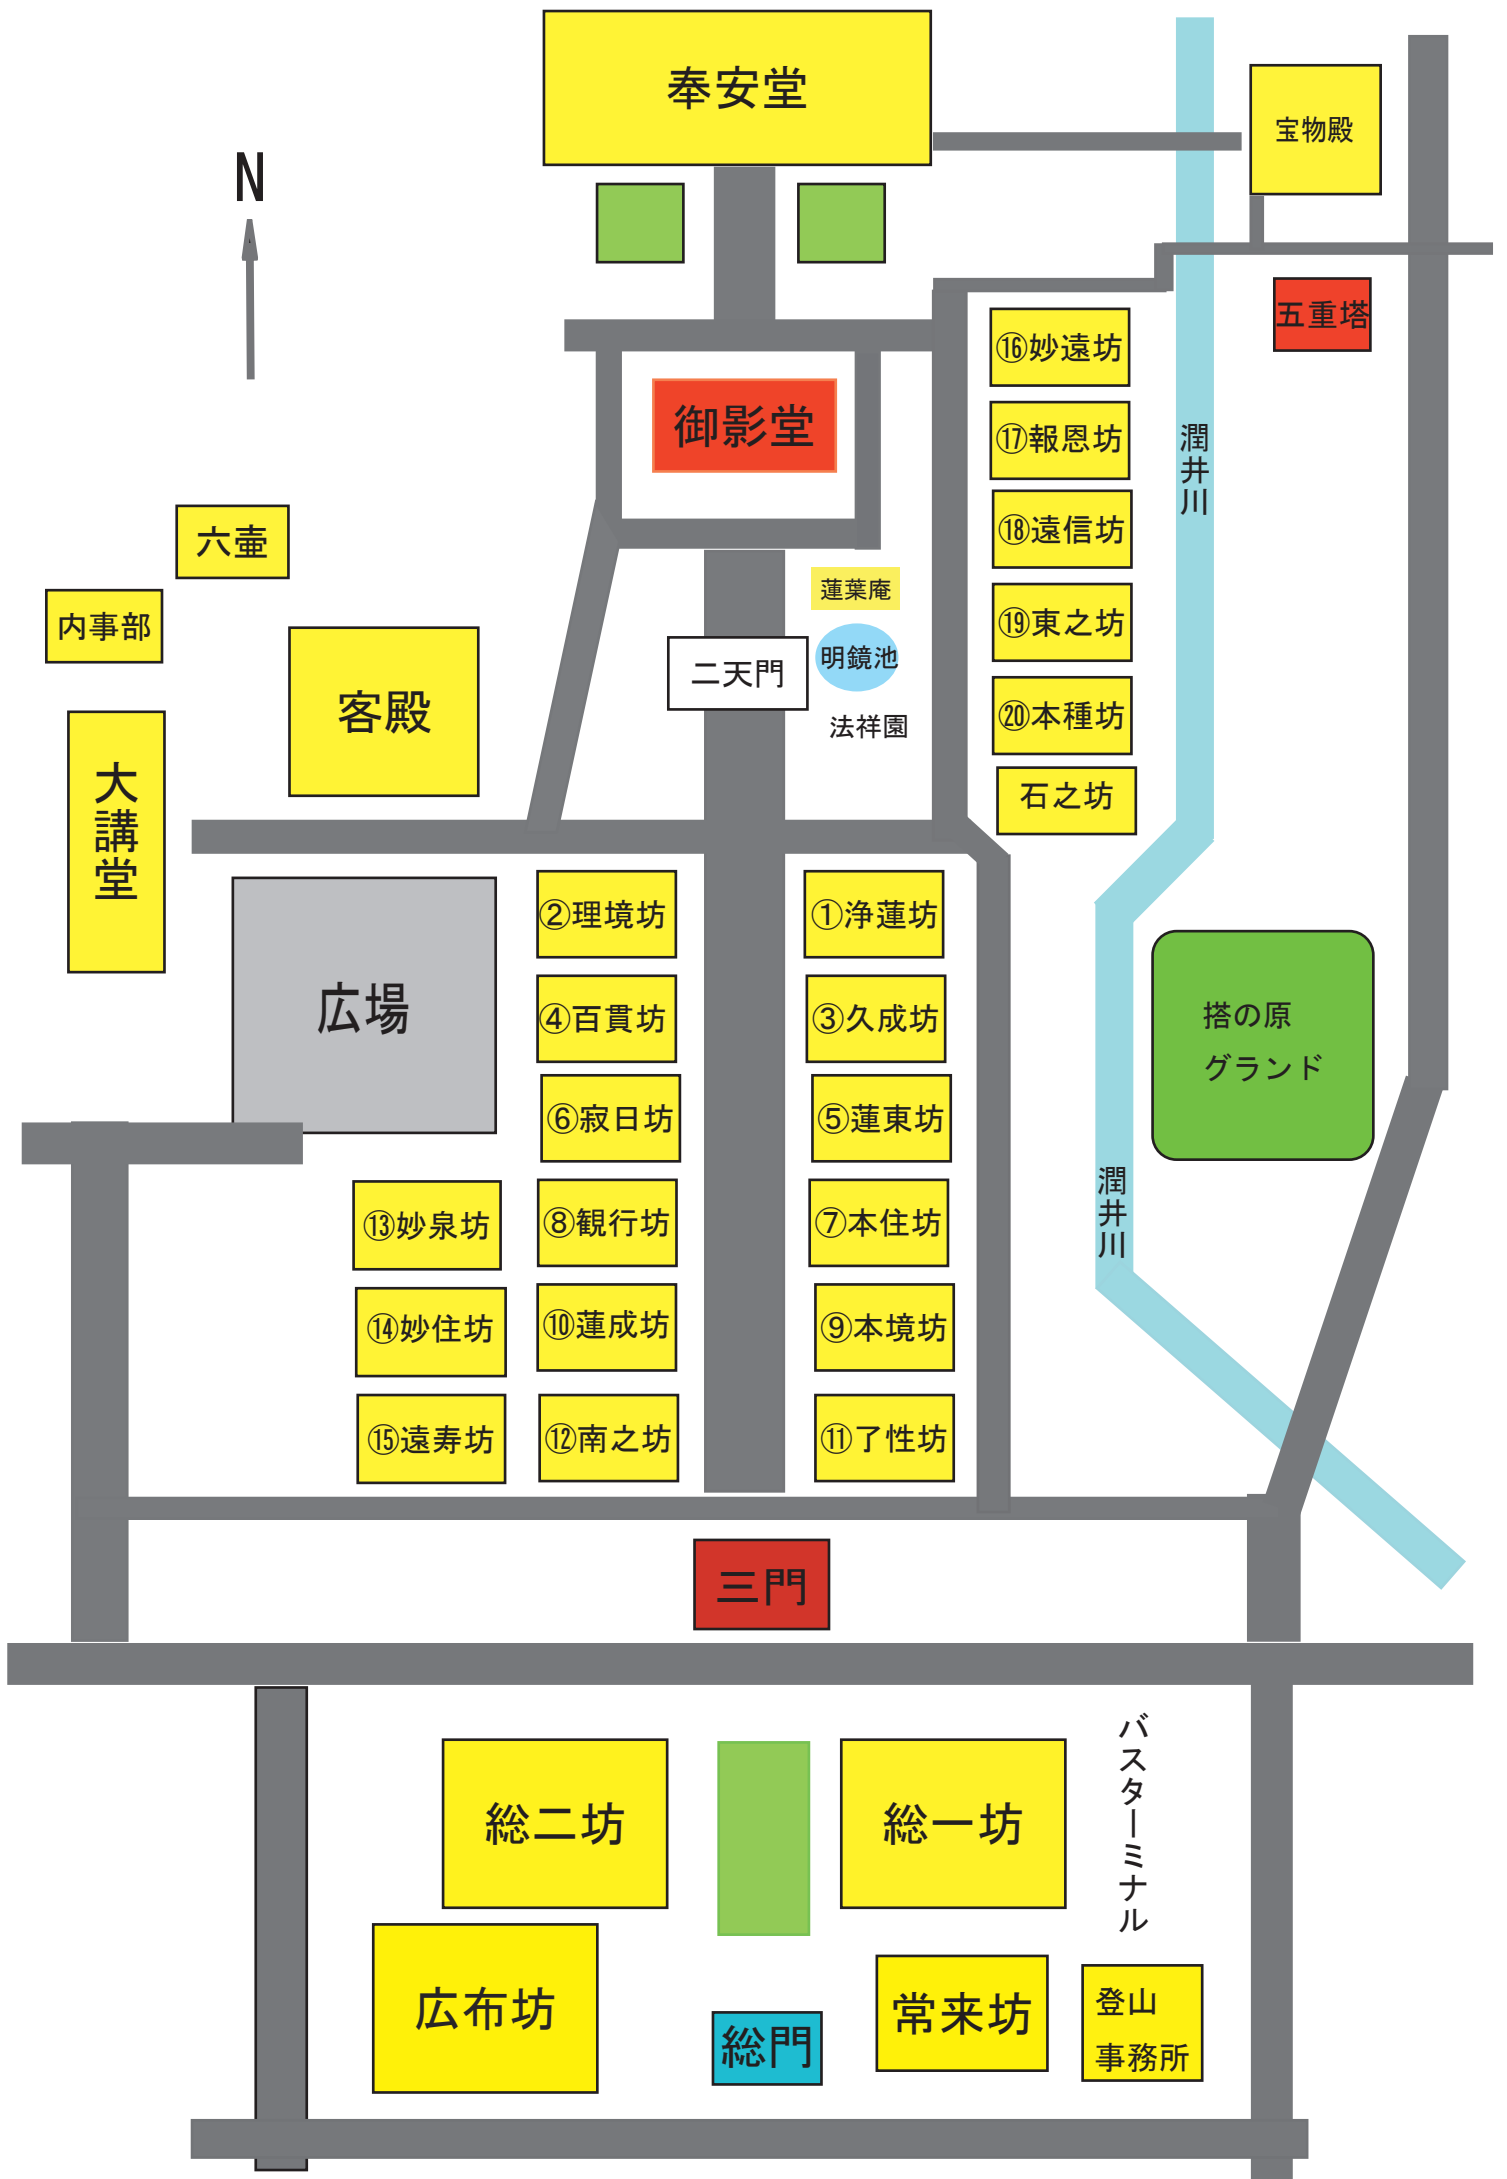 奉安堂
宝物殿
N
五重塔
⑯妙遠坊
御影堂
⑰報恩坊
潤井川
⑱遠信坊
六壷
内事部
蓮葉庵
⑲東之坊
二天門
明鏡池
客殿
⑳本種坊
法祥園
石之坊
大講堂
②理境坊
①浄蓮坊
広場
④百貫坊
③久成坊
搭の原
グランド
⑥寂日坊
⑤蓮東坊
潤井川
⑬妙泉坊
⑧観行坊
⑦本住坊
⑭妙住坊
⑩蓮成坊
⑨本境坊
⑮遠寿坊
⑫南之坊
⑪了性坊
三門
バスターミナル
総二坊
総一坊
広布坊
常来坊
登山
事務所
総門